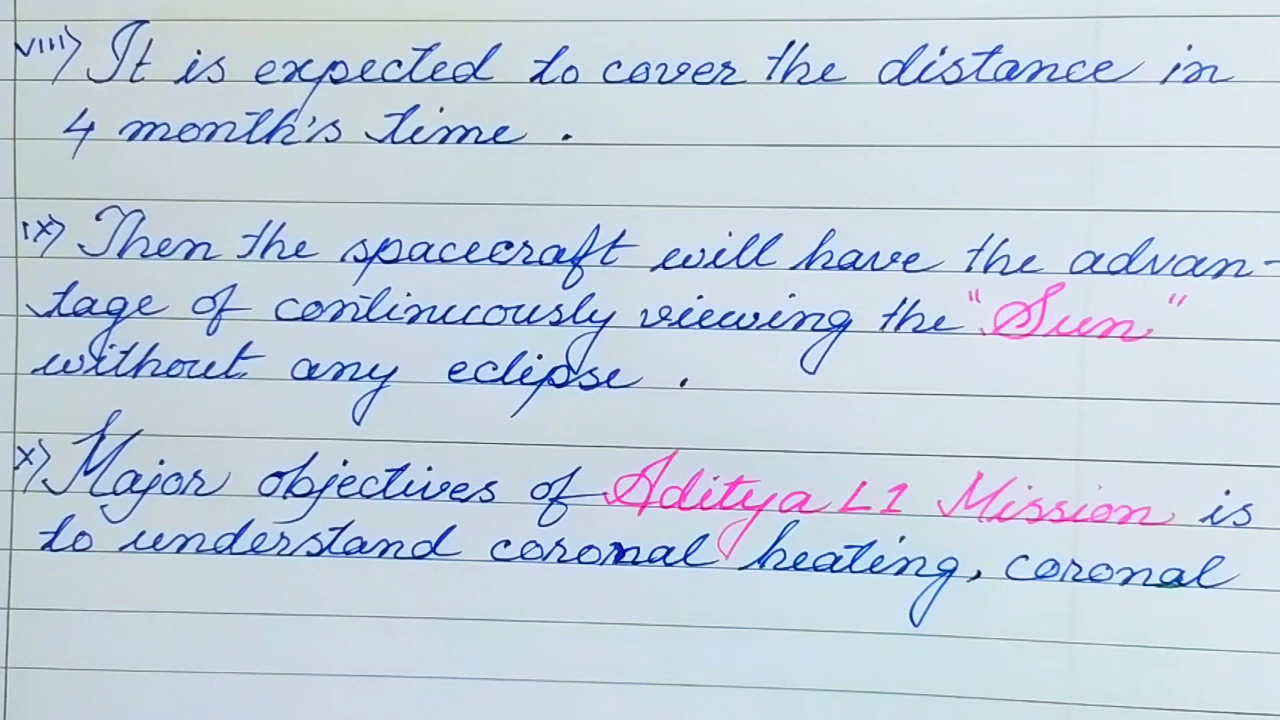 viii) It is expected to cover the distance in
4 month's time.
ix) Then the spacecraft will have the advan-
tage of continuously viewing the "Sun"
without any eclipse.
x) Major objectives of Aditya L1 Mission is
to understand coronal heating, coronal